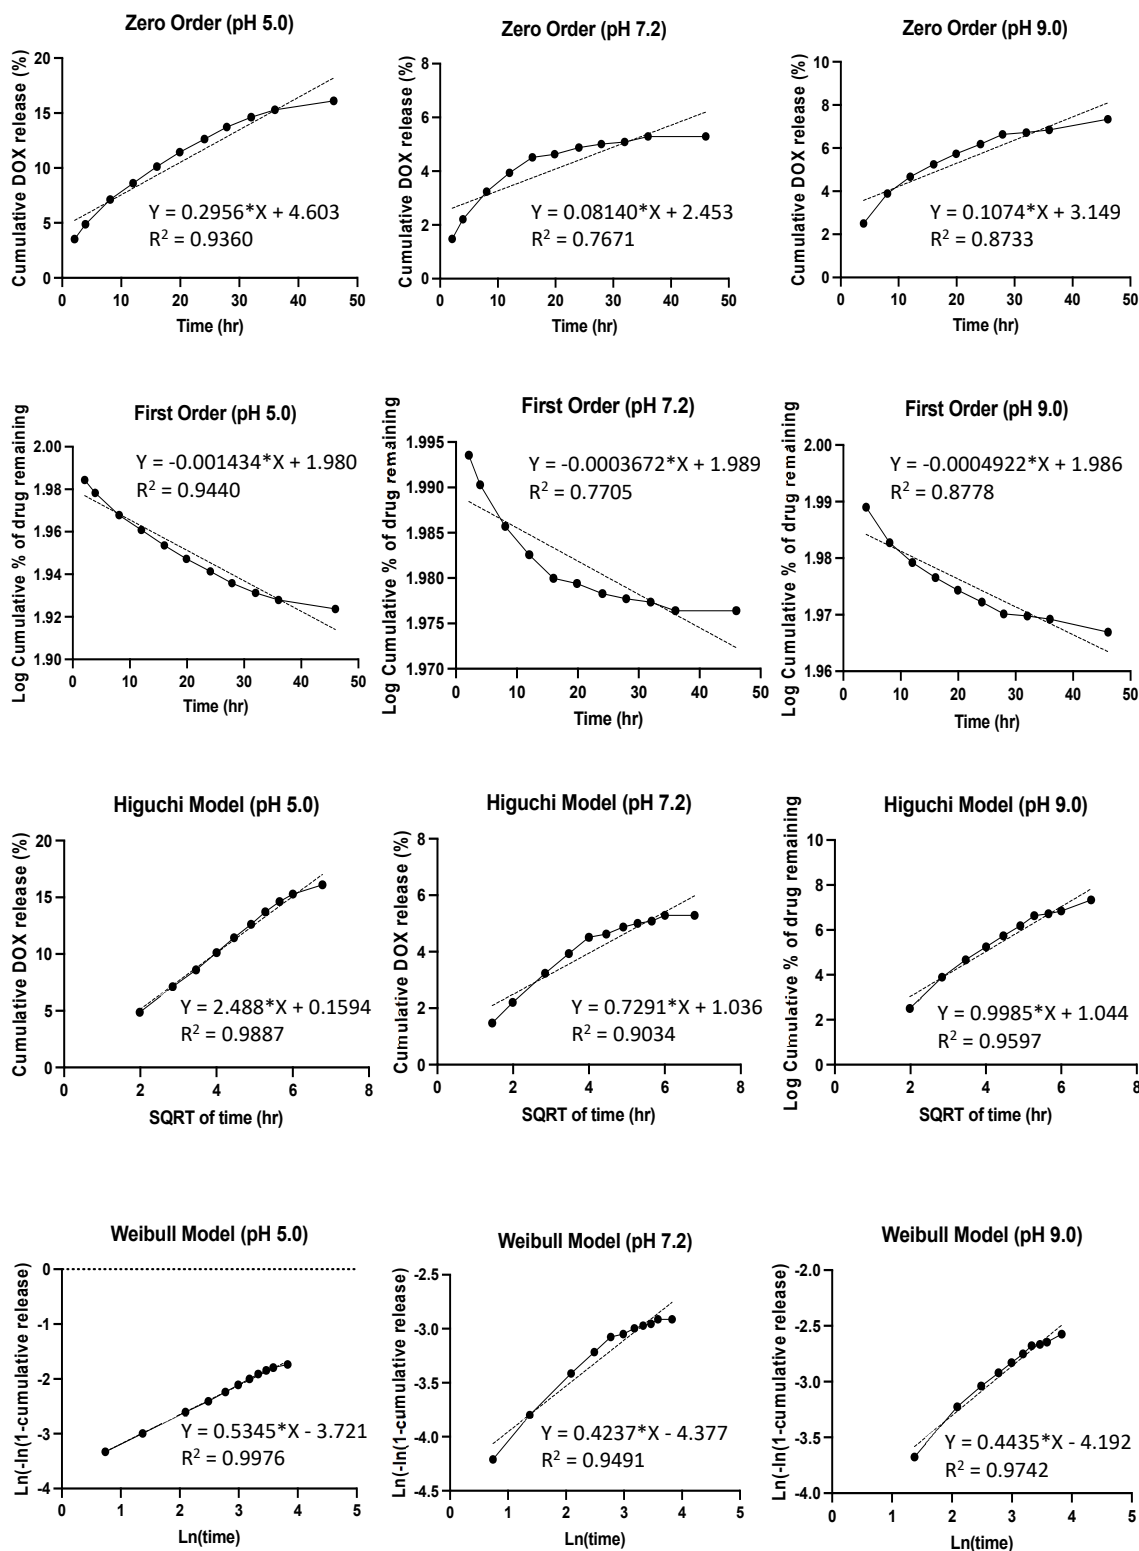 Zero Order (pH 5.0)
Cumulative DOX release (%)
20
15
10
5
0
Y = 0.2956*X + 4.603
R² = 0.9360
0 10 20 30 40 50
Time (hr)
Zero Order (pH 7.2)
Cumulative DOX release (%)
8
6
4
2
0
Y = 0.08140*X + 2.453
R² = 0.7671
0 10 20 30 40 50
Time (hr)
Zero Order (pH 9.0)
Cumulative DOX release (%)
10
8
6
4
2
0
Y = 0.1074*X + 3.149
R² = 0.8733
0 10 20 30 40 50
Time (hr)
First Order (pH 5.0)
Log Cumulative % of drug remaining
2.00
1.98
1.96
1.94
1.92
1.90
Y = -0.001434*X + 1.980
R² = 0.9440
0 10 20 30 40 50
Time (hr)
First Order (pH 7.2)
Log Cumulative % of drug remaining
1.995
1.990
1.985
1.980
1.975
1.970
Y = -0.0003672*X + 1.989
R² = 0.7705
0 10 20 30 40 50
Time (hr)
First Order (pH 9.0)
Log Cumulative % of drug remaining
2.00
1.99
1.98
1.97
1.96
Y = -0.0004922*X + 1.986
R² = 0.8778
0 10 20 30 40 50
Time (hr)
Higuchi Model (pH 5.0)
Cumulative DOX release (%)
20
15
10
5
0
Y = 2.488*X + 0.1594
R² = 0.9887
0 2 4 6 8
SQRT of time (hr)
Higuchi Model (pH 7.2)
Cumulative DOX release (%)
8
6
4
2
0
Y = 0.7291*X + 1.036
R² = 0.9034
0 2 4 6 8
SQRT of time (hr)
Higuchi Model (pH 9.0)
Log Cumulative % of drug remaining
10
8
6
4
2
0
Y = 0.9985*X + 1.044
R² = 0.9597
0 2 4 6 8
SQRT of time (hr)
Weibull Model (pH 5.0)
Ln(-ln(1-cumulative release)
0
-1
-2
-3
-4
Y = 0.5345*X - 3.721
R² = 0.9976
0 1 2 3 4 5
Ln(time)
Weibull Model (pH 7.2)
Ln(-ln(1-cumulative release)
-2.5
-3.0
-3.5
-4.0
-4.5
Y = 0.4237*X - 4.377
R² = 0.9491
0 1 2 3 4 5
Ln(time)
Weibull Model (pH 9.0)
Ln(-ln(1-cumulative release)
-2.0
-2.5
-3.0
-3.5
-4.0
Y = 0.4435*X - 4.192
R² = 0.9742
0 1 2 3 4 5
Ln(time)